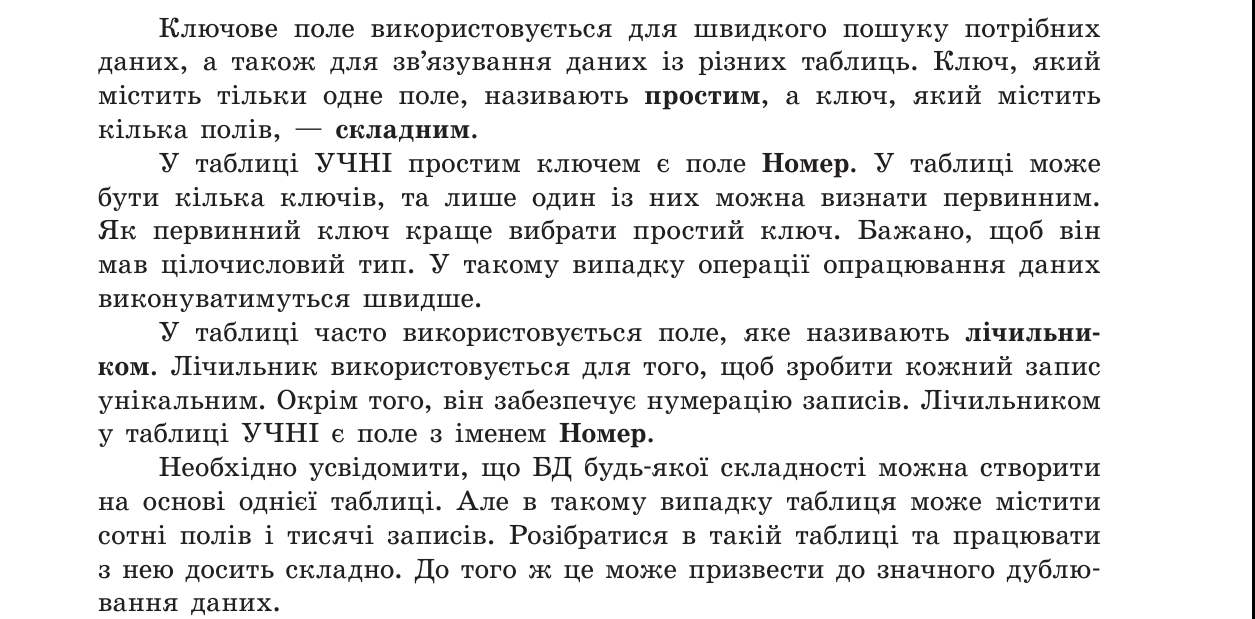 Ключове поле використовується для швидкого пошуку потрібних
даних, а також для зв’язування даних із різних таблиць. Ключ, який
містить тільки одне поле, називають простим, а ключ, який містить
кілька полів, — складним.
У таблиці УЧНІ простим ключем є поле Номер. У таблиці може
бути кілька ключів, та лише один із них можна визнати первинним.
Як первинний ключ краще вибрати простий ключ. Бажано, щоб він
мав цілочисловий тип. У такому випадку операції опрацювання даних
виконуватимуться швидше.
У таблиці часто використовується поле, яке називають лічильни-
ком. Лічильник використовується для того, щоб зробити кожний запис
унікальним. Окрім того, він забезпечує нумерацію записів. Лічильником
у таблиці УЧНІ є поле з іменем Номер.
Необхідно усвідомити, що БД будь-якої складності можна створити
на основі однієї таблиці. Але в такому випадку таблиця може містити
сотні полів і тисячі записів. Розібратися в такій таблиці та працювати
з нею досить складно. До того ж це може призвести до значного дублю-
вання даних.